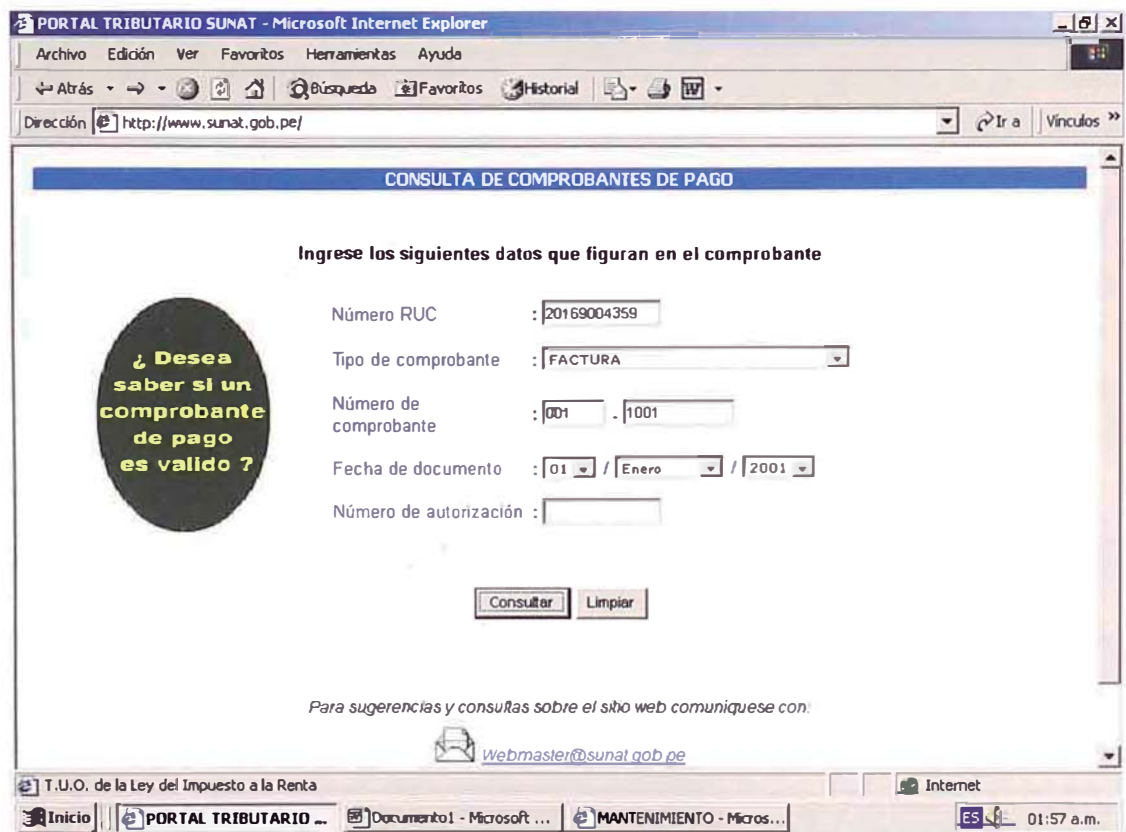 PORTAL TRIBUTARIO SUNAT - Microsoft Internet Explorer
Archivo Edición Ver Favoritos Herramientas Ayuda
Atrás Búsqueda Favoritos Historial
Dirección http://www.sunat.gob.pe/ Ir a Vínculos »
CONSULTA DE COMPROBANTES DE PAGO
Ingrese los siguientes datos que figuran en el comprobante
¿ Desea
saber si un
comprobante
de pago
es valido ?
Número RUC : 20169004359
Tipo de comprobante : FACTURA
Número de
comprobante : 001 - 1001
Fecha de documento : 01 / Enero / 2001
Número de autorización :
Consultar Limpiar
Para sugerencias y consultas sobre el sitio web comuniquese con:
Webmaster@sunat.gob.pe
T.U.O. de la Ley del Impuesto a la Renta Internet
Inicio PORTAL TRIBUTARIO ... Documento1 - Microsoft ... MANTENIMIENTO - Micros... ES 01:57 a.m.